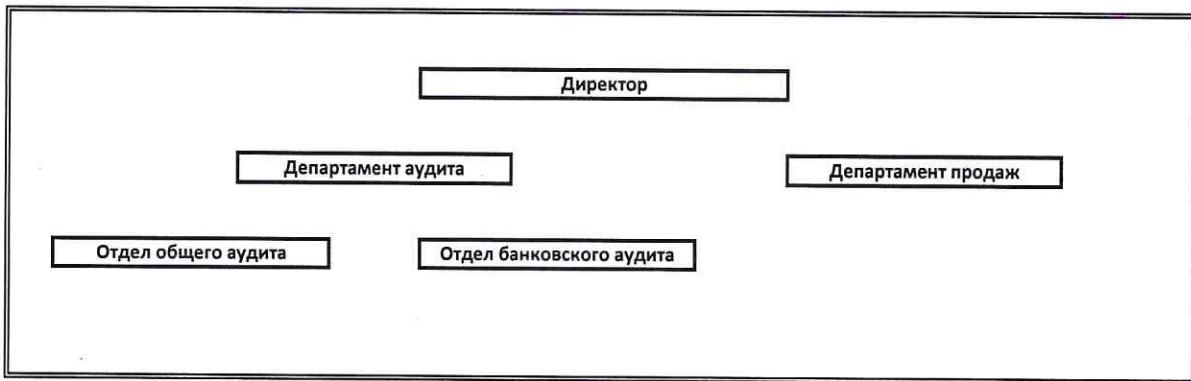 Директор
Департамент аудита
Департамент продаж
Отдел общего аудита
Отдел банковского аудита